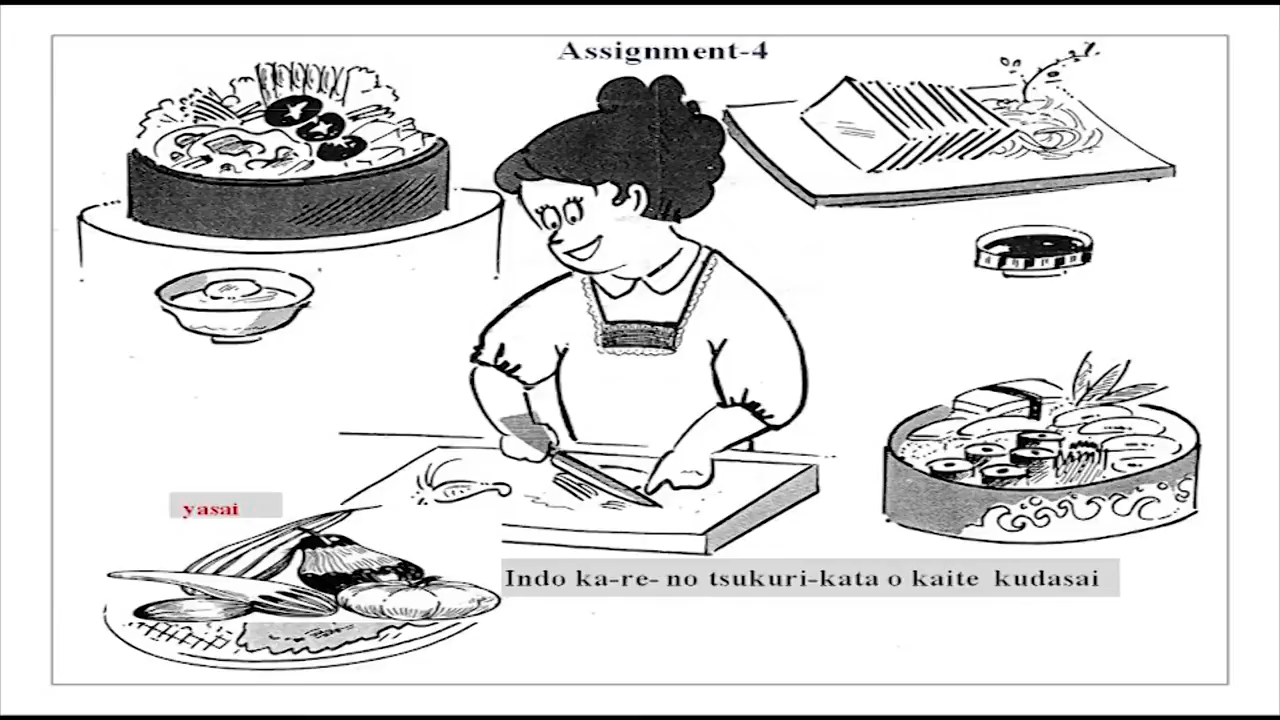 Assignment-4
yasai
Indo ka-re- no tsukuri-kata o kaite kudasai